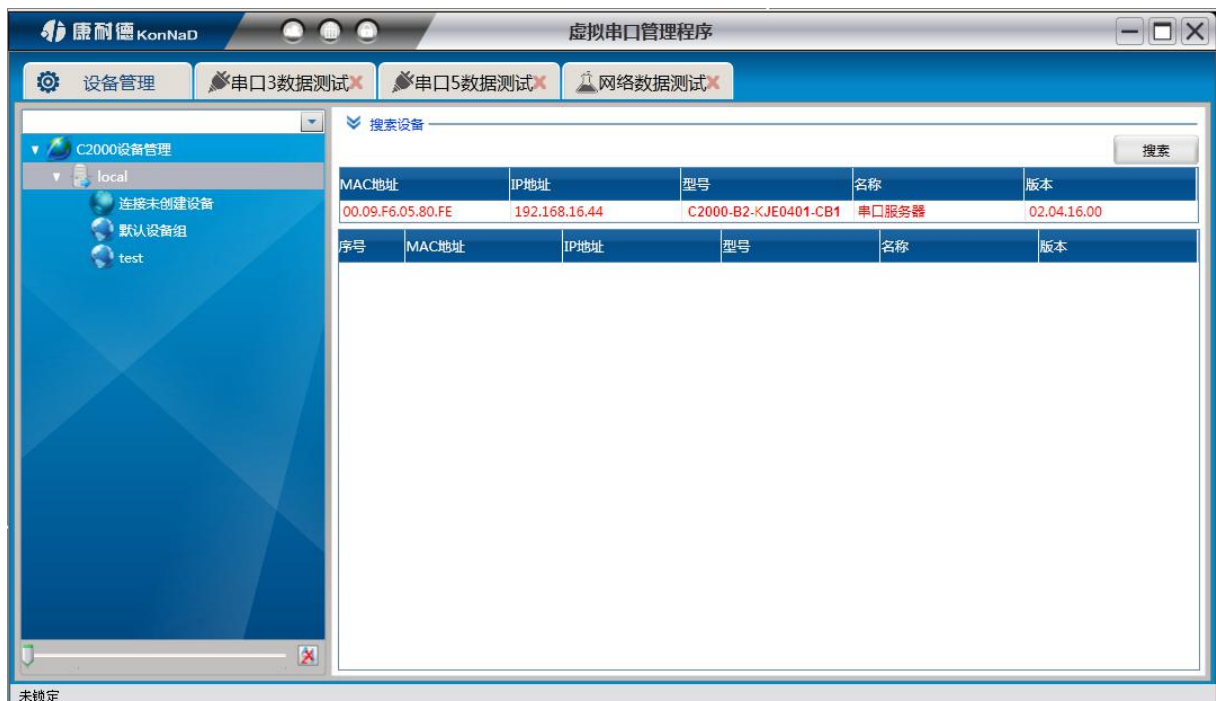 康耐德KonNaD
虚拟串口管理程序
设备管理
串口3数据测试
串口5数据测试
网络数据测试
C2000设备管理
local
连接未创建设备
默认设备组
test
搜索设备
搜索
MAC地址 IP地址 型号 名称 版本
00.09.F6.05.80.FE 192.168.16.44 C2000-B2-KJE0401-CB1 串口服务器 02.04.16.00
序号 MAC地址 IP地址 型号 名称 版本
未锁定